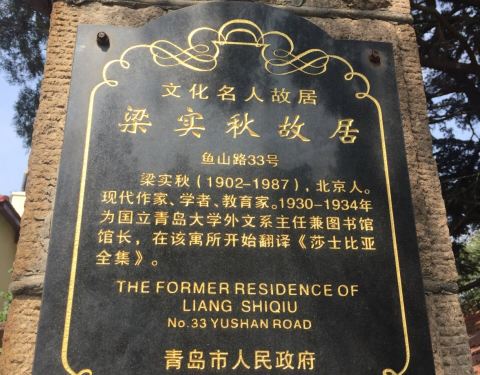 文化名人故居
梁实秋故居
鱼山路33号
梁实秋（1902-1987），北京人。
现代作家、学者、教育家。1930-1934年
为国立青岛大学外文系主任兼图书馆
馆长，在该寓所开始翻译《莎士比亚
全集》。
THE FORMER RESIDENCE OF
LIANG SHIQIU
No.33 YUSHAN ROAD
青岛市人民政府